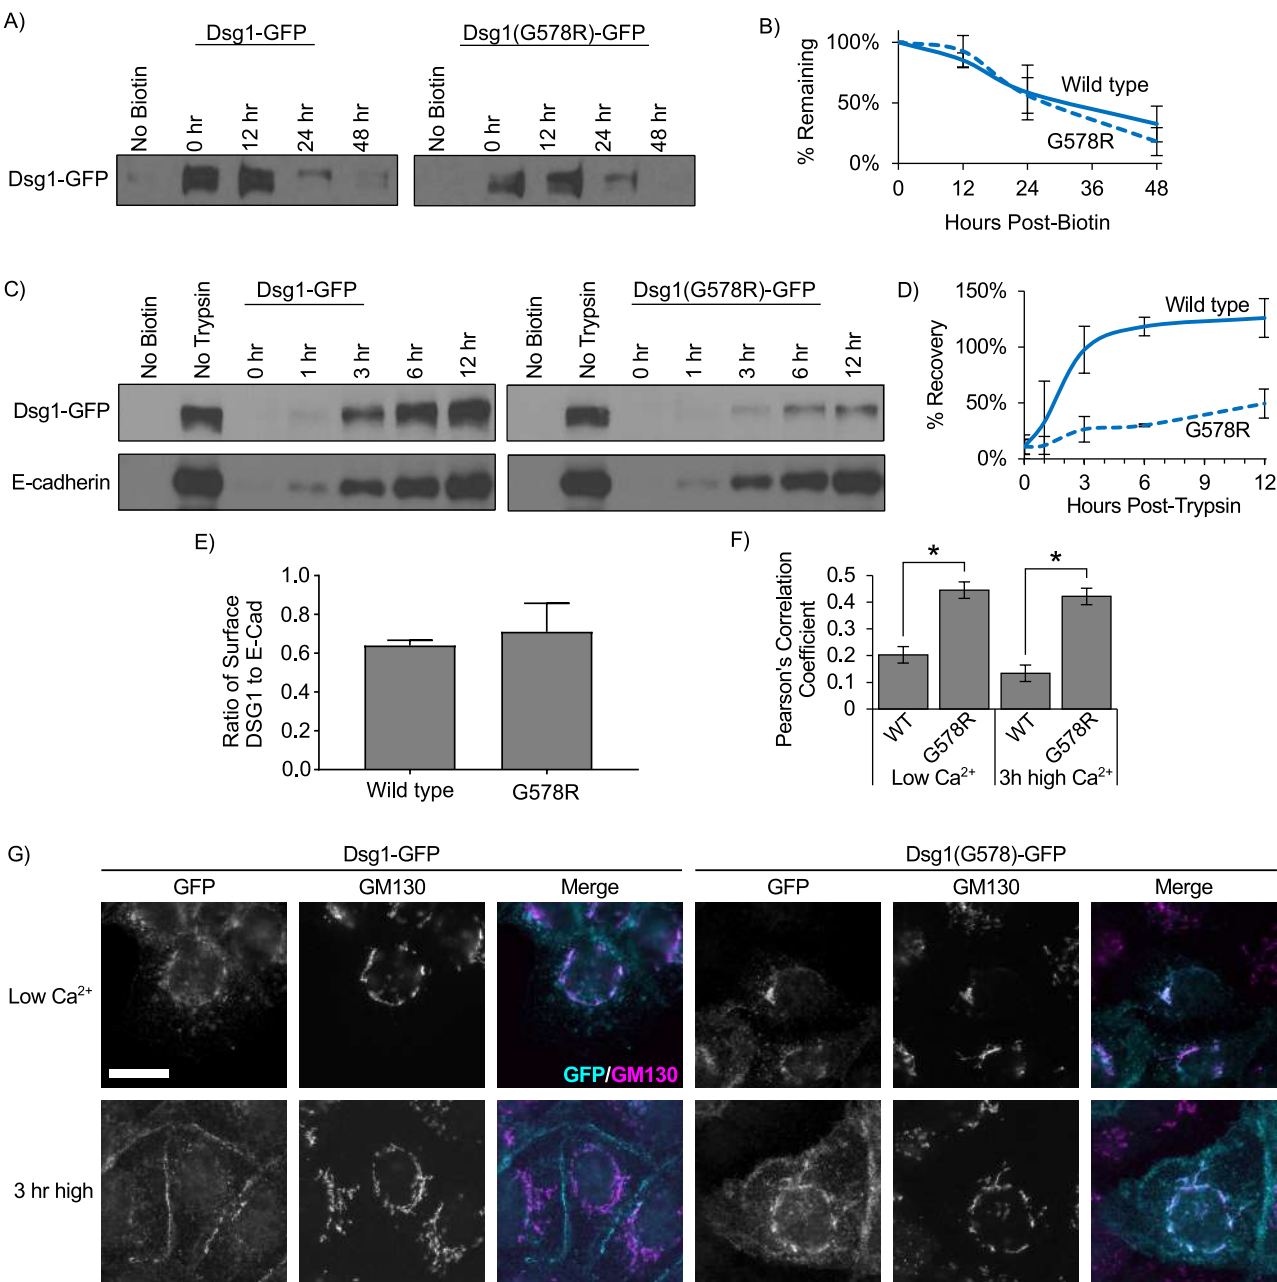 A)
Dsg1-GFP
Dsg1(G578R)-GFP
No Biotin
0 hr
12 hr
24 hr
48 hr
No Biotin
0 hr
12 hr
24 hr
48 hr
Dsg1-GFP
B)
% Remaining
100%
50%
0%
Wild type
G578R
0 12 24 36 48
Hours Post-Biotin
C)
Dsg1-GFP
Dsg1(G578R)-GFP
No Biotin
No Trypsin
0 hr
1 hr
3 hr
6 hr
12 hr
No Biotin
No Trypsin
0 hr
1 hr
3 hr
6 hr
12 hr
Dsg1-GFP
E-cadherin
D)
% Recovery
150%
100%
50%
0%
Wild type
G578R
0 3 6 12
Hours Post-Trypsin
E)
Ratio of Surface
DSG1 to E-Cad
1.0
0.8
0.6
0.4
0.2
0.0
Wild type G578R
F)
Pearson's Correlation
Coefficient
0.5
0.4
0.3
0.2
0.1
0
* *
WT
G578R
WT
G578R
Low Ca²⁺ 3h high Ca²⁺
G)
Dsg1-GFP
Dsg1(G578)-GFP
GFP GM130 Merge GFP GM130 Merge
Low Ca²⁺
GFP/GM130
3 hr high